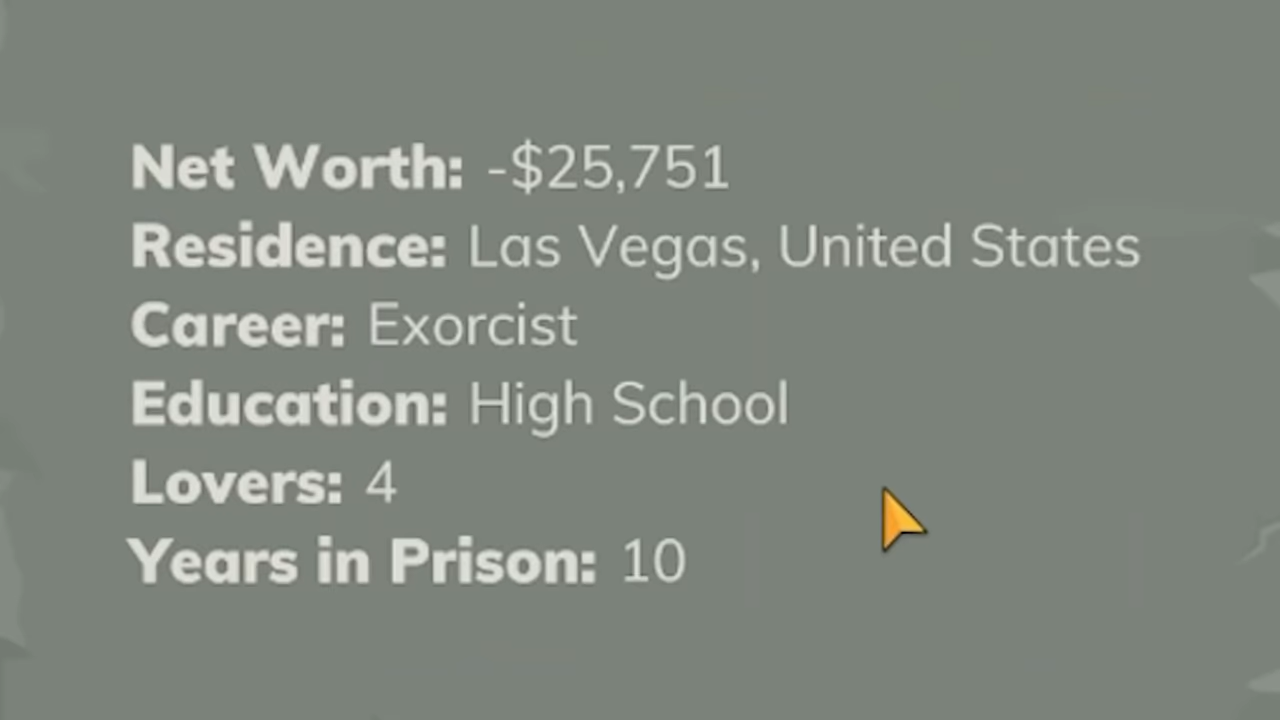 Net Worth: -$25,751
Residence: Las Vegas, United States
Career: Exorcist
Education: High School
Lovers: 4
Years in Prison: 10